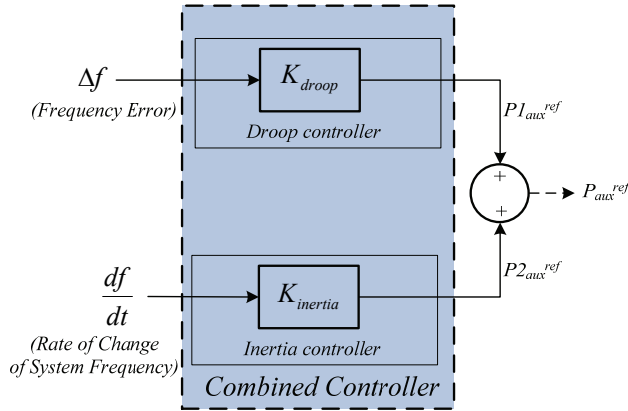 Δf
(Frequency Error)
K_droop
Droop controller
P1_aux^ref
+
+
P_aux^ref
df
dt
(Rate of Change
of System Frequency)
K_inertia
Inertia controller
P2_aux^ref
Combined Controller